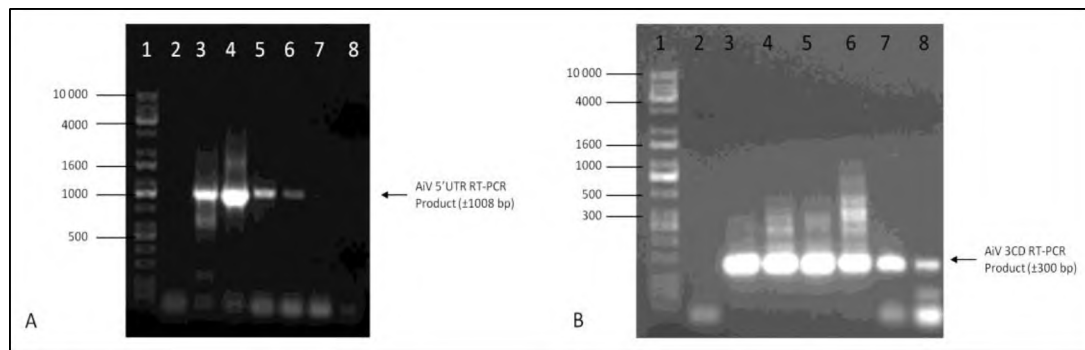 1 2 3 4 5 6 7 8
10 000
4000
1600
1000
500
AiV 5'UTR RT-PCR
Product (±1008 bp)
A
1 2 3 4 5 6 7 8
10 000
4000
1600
1000
500
300
AiV 3CD RT-PCR
Product (±300 bp)
B